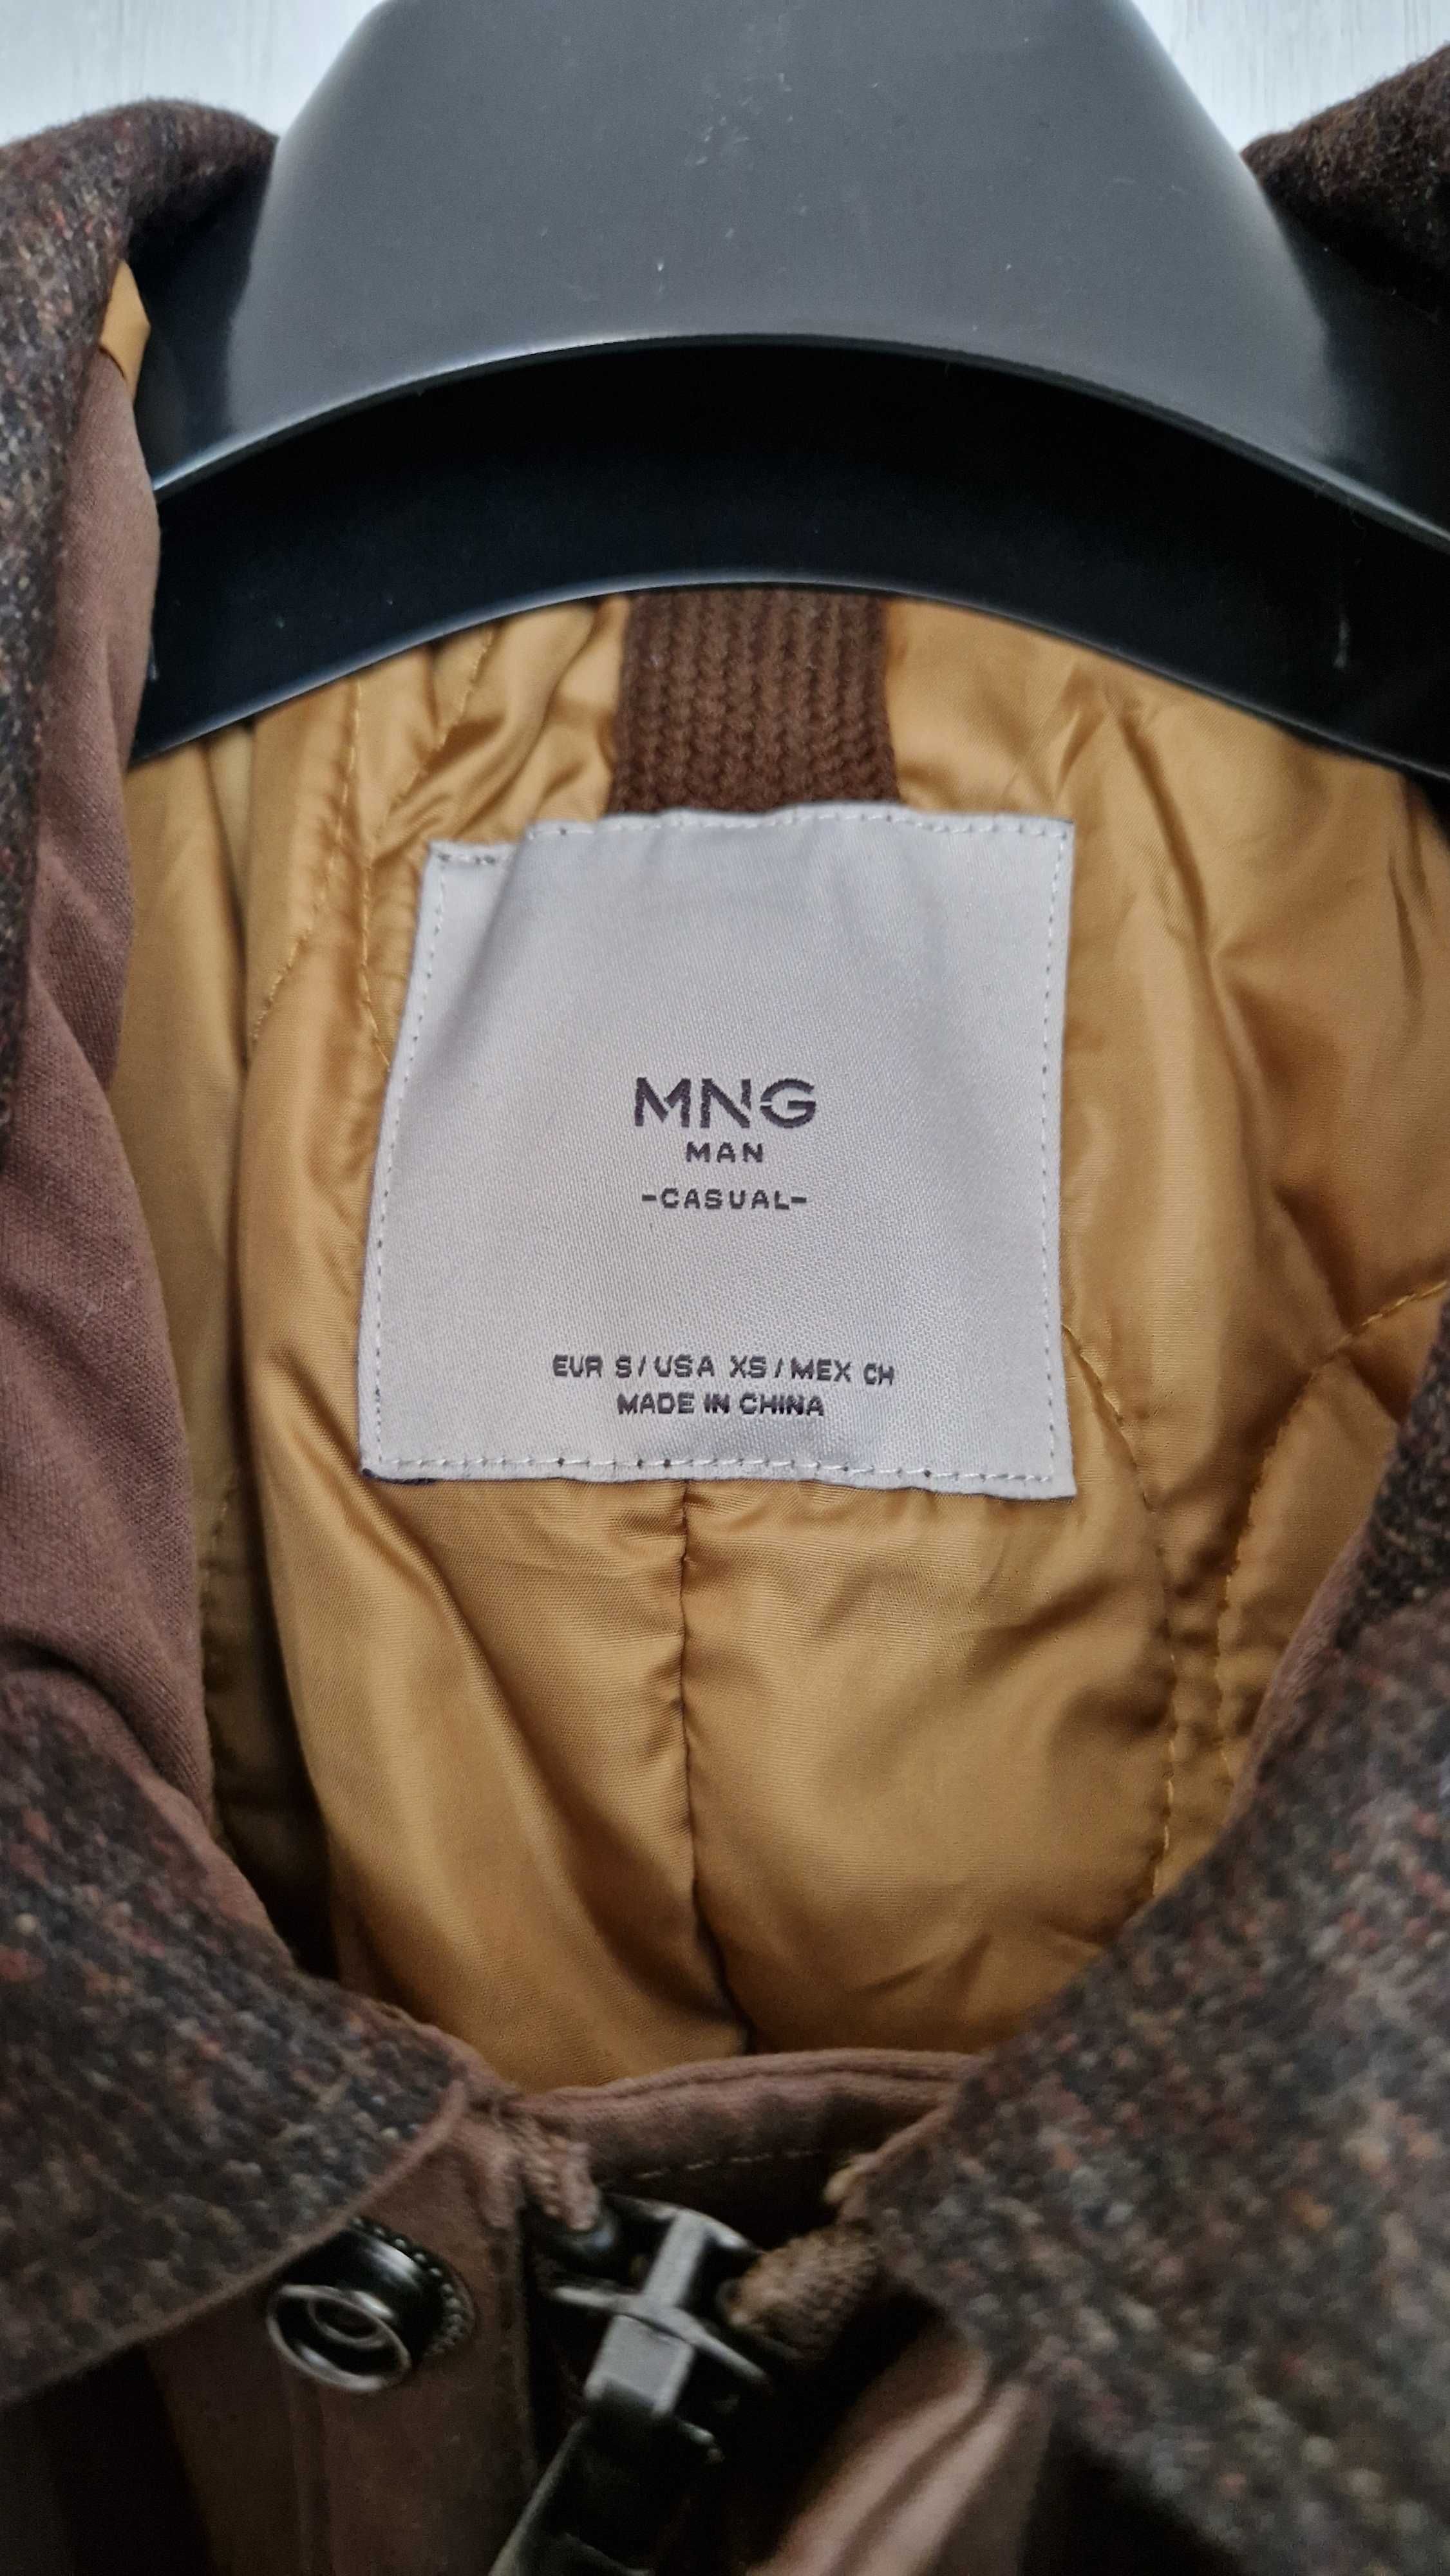 MNG
MAN
-CASUAL-
EUR S/USA XS/MEX CH
MADE IN CHINA